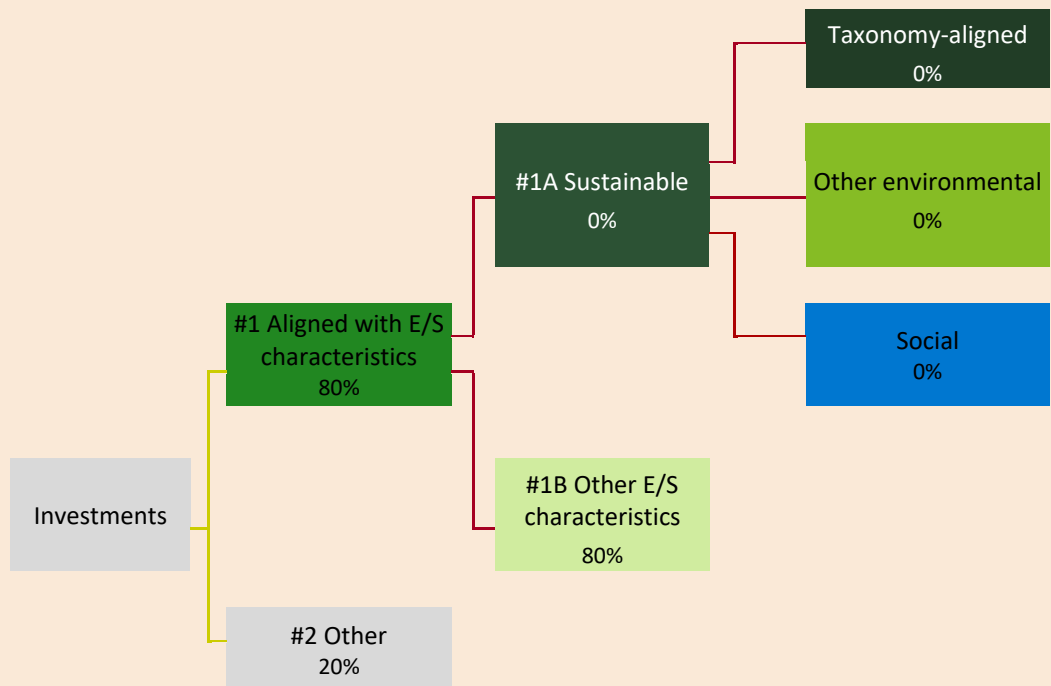 Taxonomy-aligned
0%
#1A Sustainable
0%
Other environmental
0%
#1 Aligned with E/S
characteristics
80%
Social
0%
Investments
#1B Other E/S
characteristics
80%
#2 Other
20%